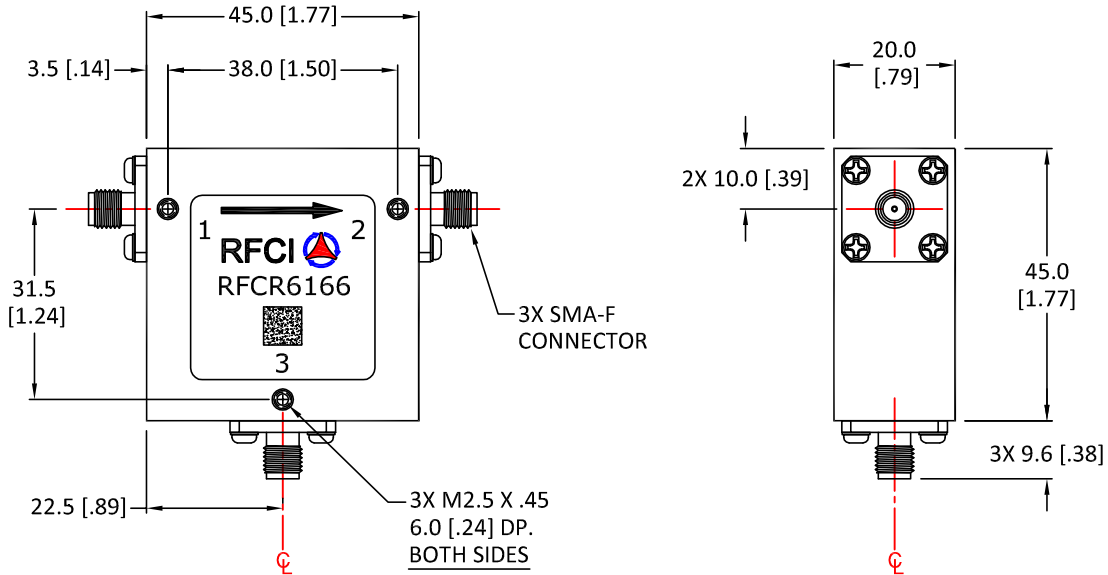 45.0 [1.77]
3.5 [.14]
38.0 [1.50]
1
2
RFCI
RFCR6166
3
31.5
[1.24]
3X SMA-F
CONNECTOR
22.5 [.89]
3X M2.5 X .45
6.0 [.24] DP.
BOTH SIDES
CL
20.0
[.79]
2X 10.0 [.39]
45.0
[1.77]
3X 9.6 [.38]
CL